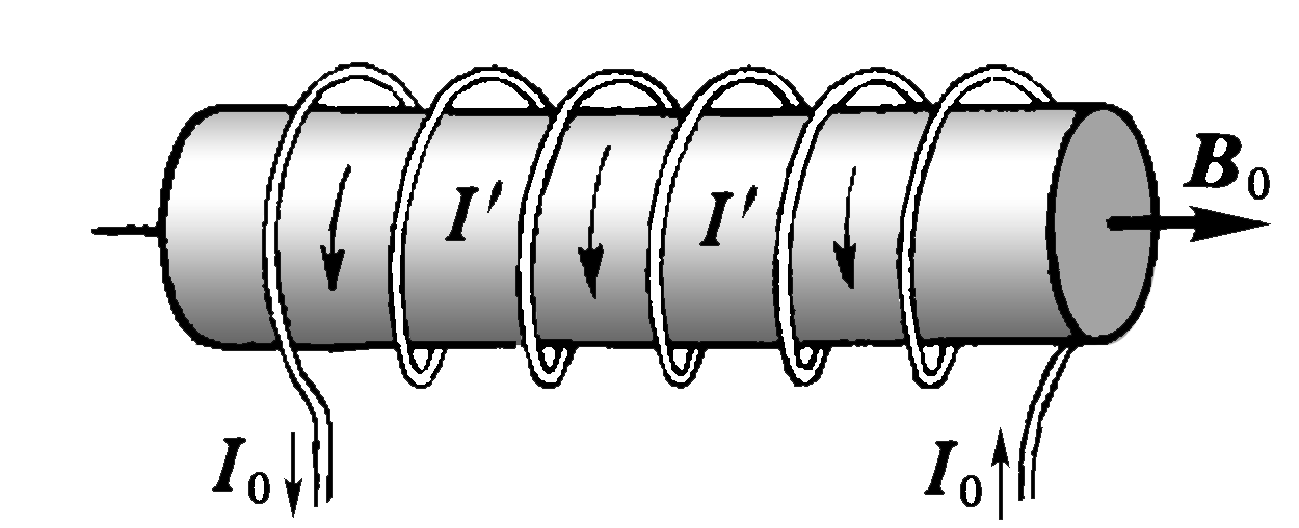 I′ I′ B₀
I₀ I₀